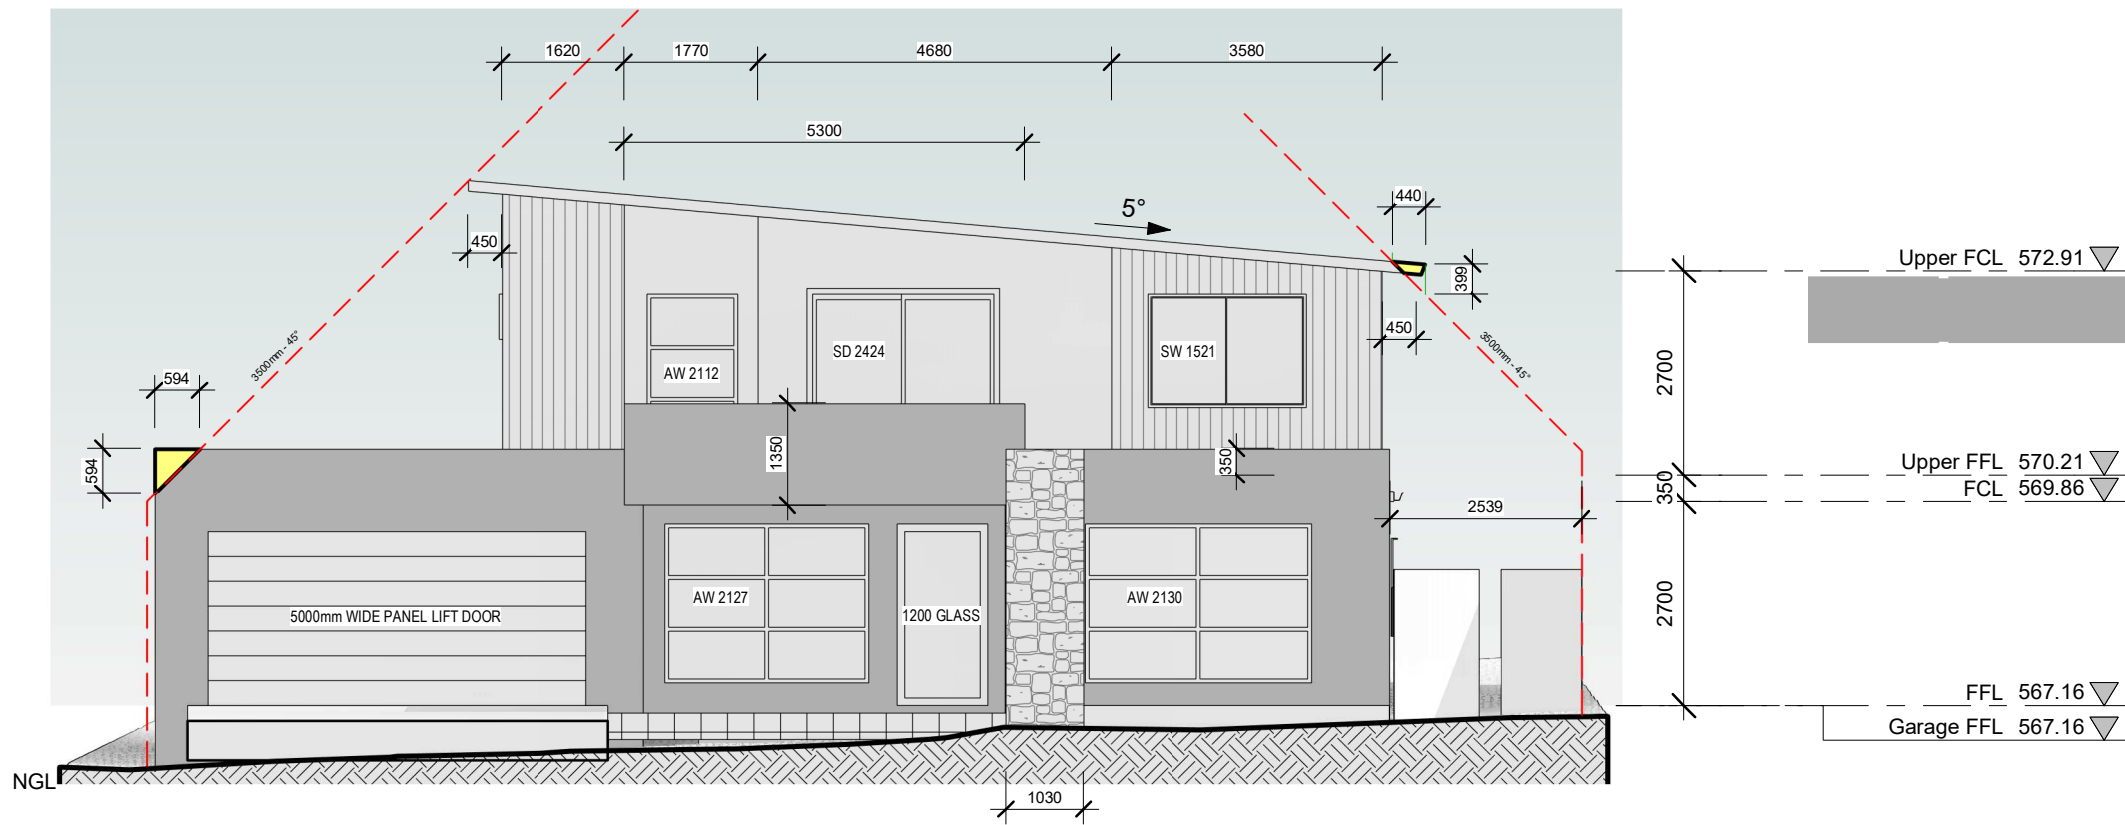 1620 1770 4680 3580
5300
440
5°
450
Upper FCL 572.91
399
450
3500mm - 45°
3500mm - 45°
SD 2424
SW 1521
AW 2112
2700
594
1350
350
594
Upper FFL 570.21
350
FCL 569.86
2539
AW 2127
AW 2130
5000mm WIDE PANEL LIFT DOOR
1200 GLASS
2700
FFL 567.16
Garage FFL 567.16
NGL
1030